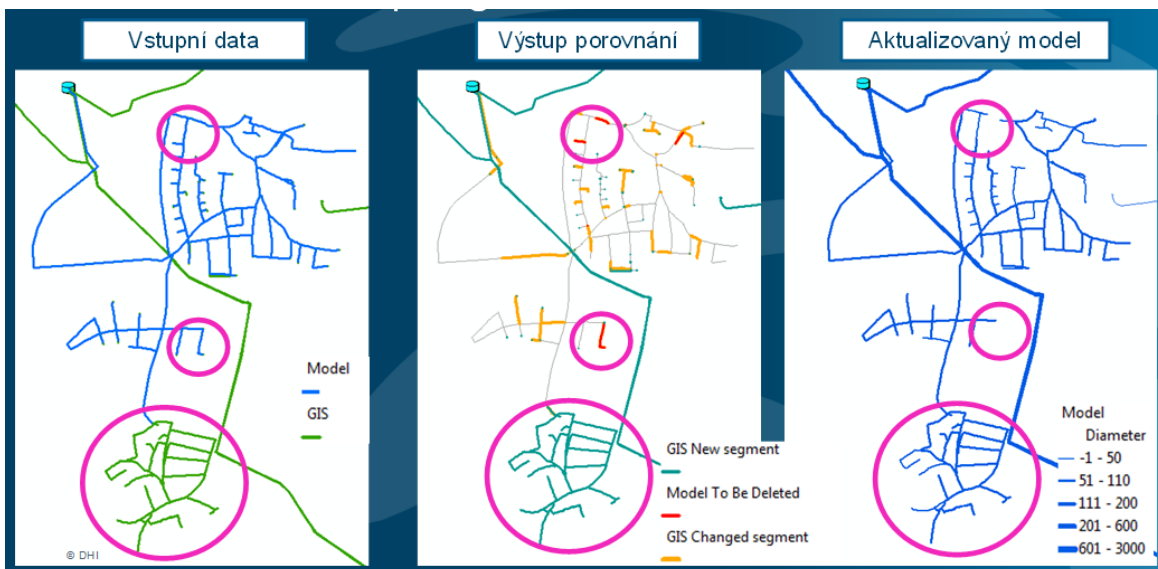 Vstupní data
Výstup porovnání
Aktualizovaný model
Model
GIS
© DHI
GIS New segment
Model To Be Deleted
GIS Changed segment
Model
Diameter
-1 - 50
51 - 110
111 - 200
201 - 600
601 - 3000